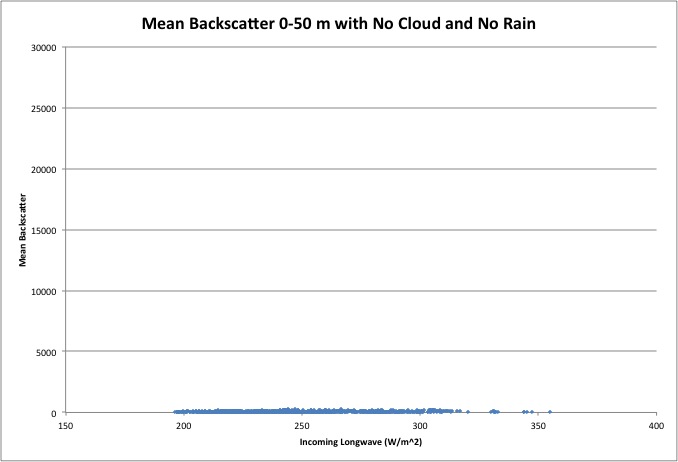 Mean Backscatter 0-50 m with No Cloud and No Rain
30000
25000
20000
15000
10000
5000
0
Mean Backscatter
150 200 250 300 350 400
Incoming Longwave (W/m^2)